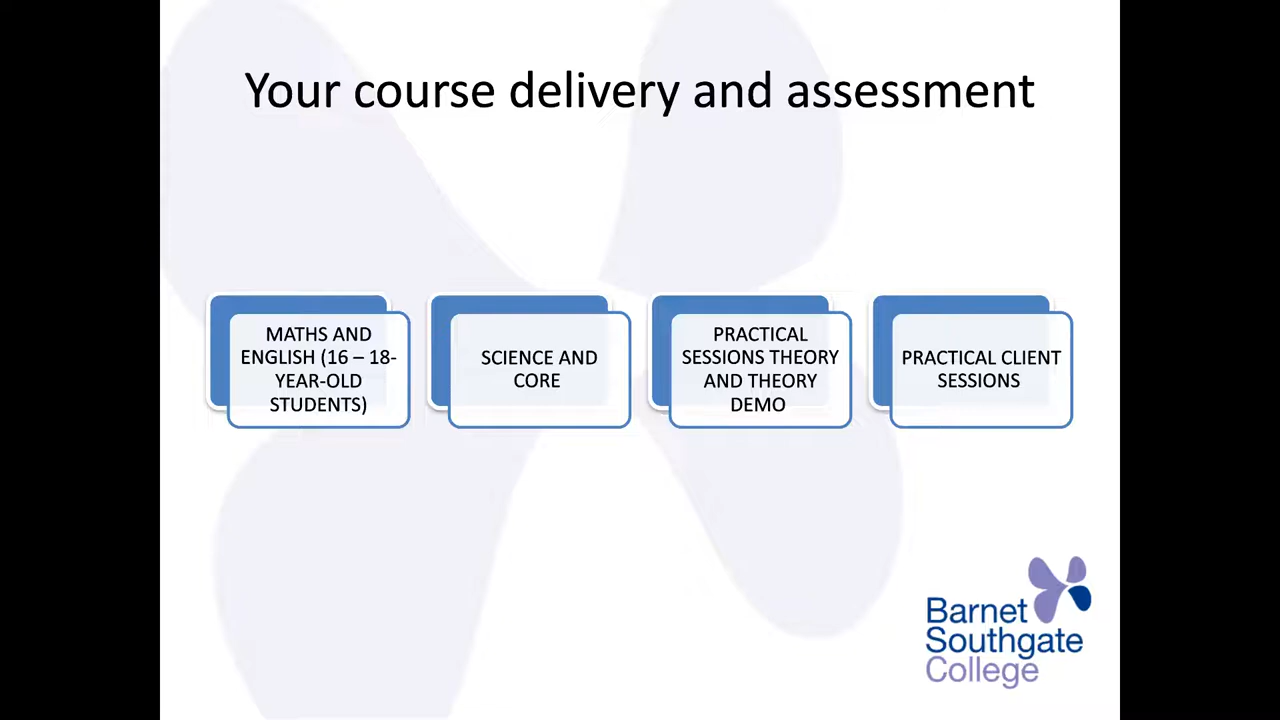 Your course delivery and assessment
MATHS AND
ENGLISH (16 – 18-
YEAR-OLD
STUDENTS)
SCIENCE AND
CORE
PRACTICAL
SESSIONS THEORY
AND THEORY
DEMO
PRACTICAL CLIENT
SESSIONS
Barnet
Southgate
College